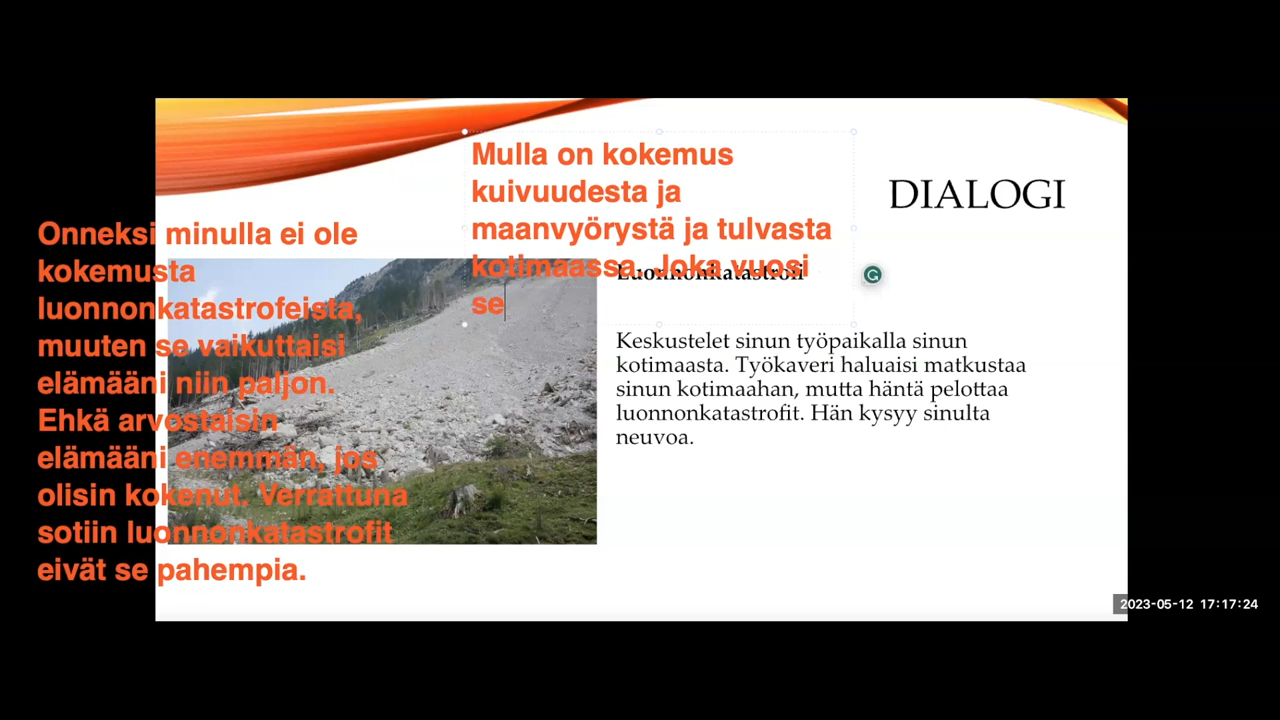 Mulla on kokemus
kuivuudesta ja
maanvyörystä ja tulvasta
kotimaassa. Joka vuosi
se
DIALOGI
Onneksi minulla ei ole
kokemusta
luonnonkatastrofeista,
muuten se vaikuttaisi
elämääni niin paljon.
Ehkä arvostaisin
elämääni enemmän, jos
olisin kokenut. Verrattuna
sotiin luonnonkatastrofit
eivät se pahempia.
Luonnonkatastrofi
G
Keskustelet sinun työpaikalla sinun
kotimaasta. Työkaveri haluaisi matkustaa
sinun kotimaahan, mutta häntä pelottaa
luonnonkatastrofit. Hän kysyy sinulta
neuvoa.
2023-05-12 17:17:24